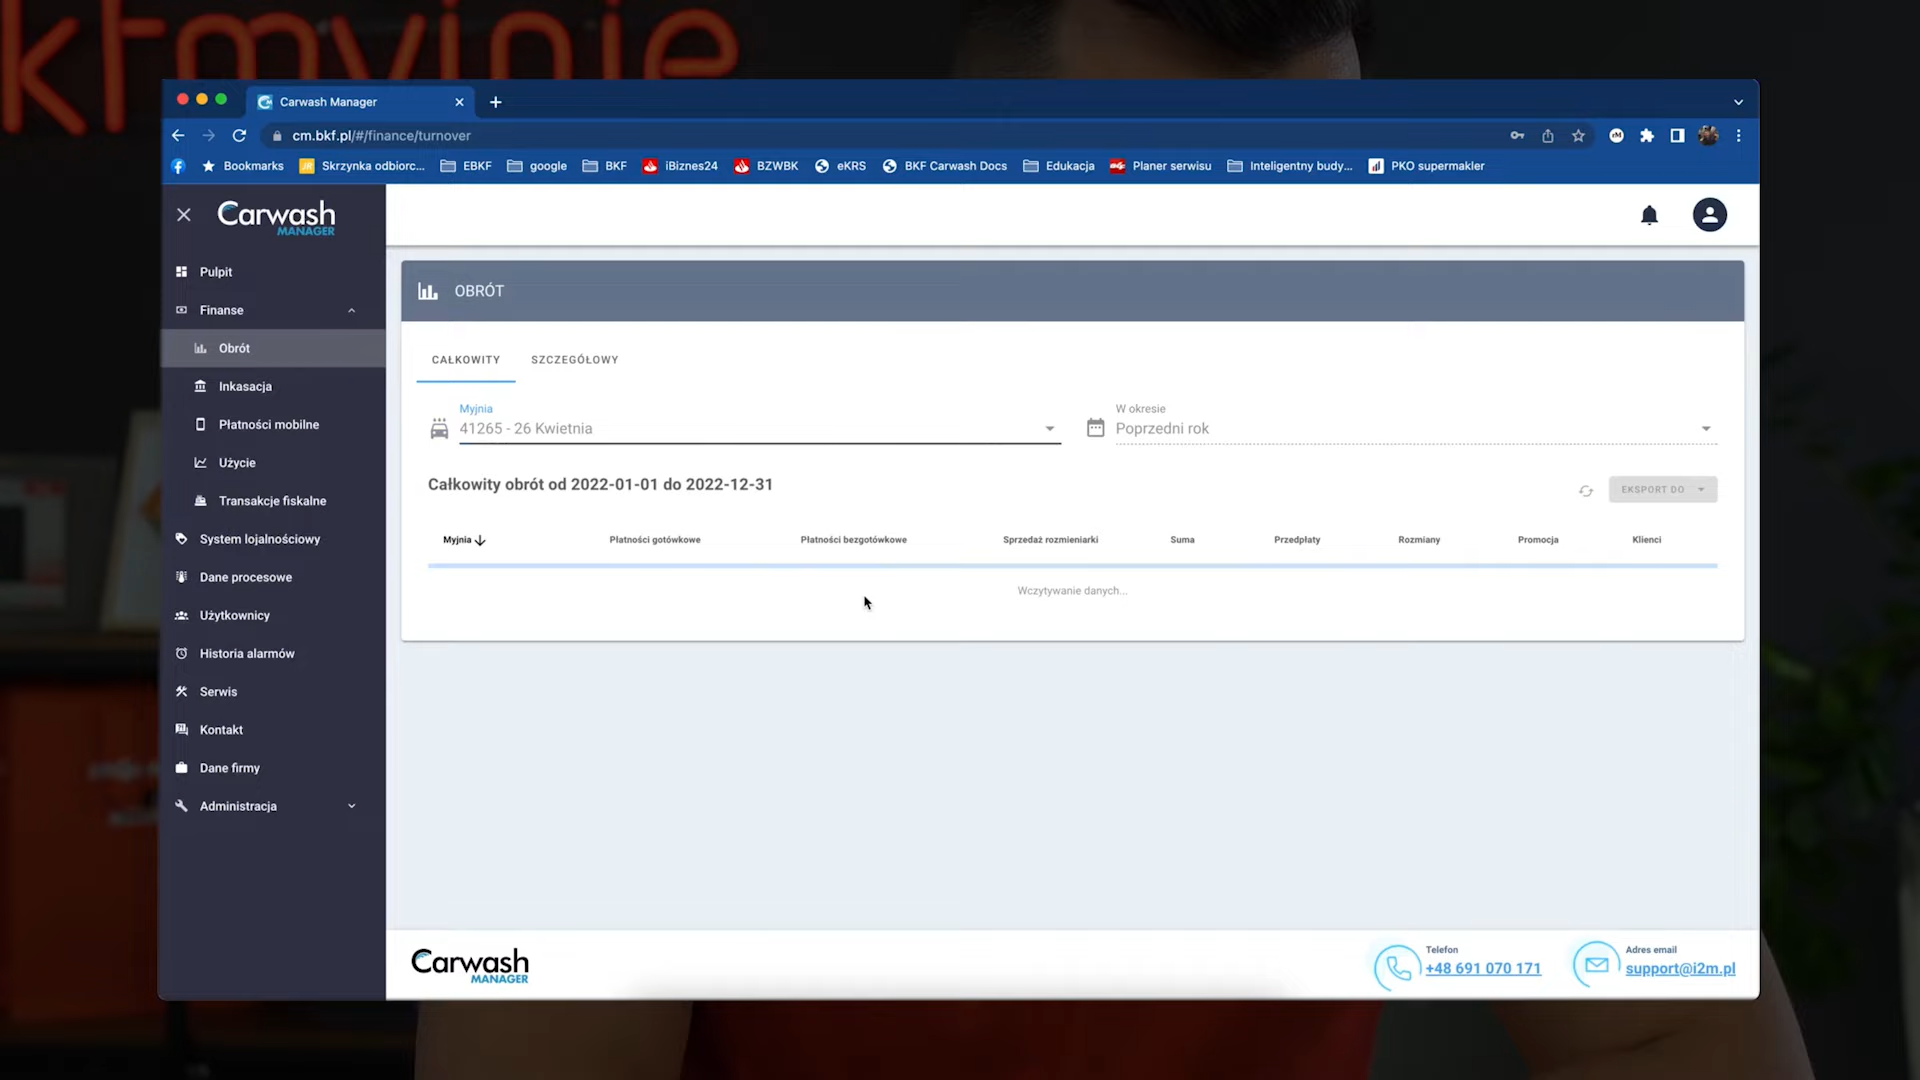 Carwash Manager
cm.bkf.pl/#/finance/turnover
Bookmarks
Skrzynka odbiorc...
EBKF
google
BKF
iBiznes24
BZWBK
eKRS
BKF Carwash Docs
Edukacja
Planer serwisu
Inteligentny budy...
PKO supermakler
Carwash
MANAGER
Pulpit
Finanse
Obrót
Inkasacja
Płatności mobilne
Użycie
Transakcje fiskalne
System lojalnościowy
Dane procesowe
Użytkownicy
Historia alarmów
Serwis
Kontakt
Dane firmy
Administracja
OBRÓT
CAŁKOWITY
SZCZEGÓŁOWY
Myjnia
41265 - 26 Kwietnia
W okresie
Poprzedni rok
Całkowity obrót od 2022-01-01 do 2022-12-31
EKSPORT DO
Myjnia
Płatności gotówkowe
Płatności bezgotówkowe
Sprzedaż rozmieniarki
Suma
Przedpłaty
Rozmiany
Promocja
Klienci
Wczytywanie danych...
Carwash
MANAGER
Telefon
+48 691 070 171
Adres email
support@i2m.pl